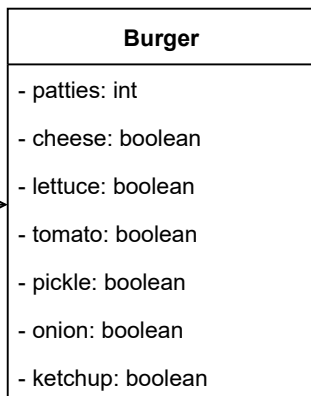 Burger
- patties: int
- cheese: boolean
- lettuce: boolean
- tomato: boolean
- pickle: boolean
- onion: boolean
- ketchup: boolean